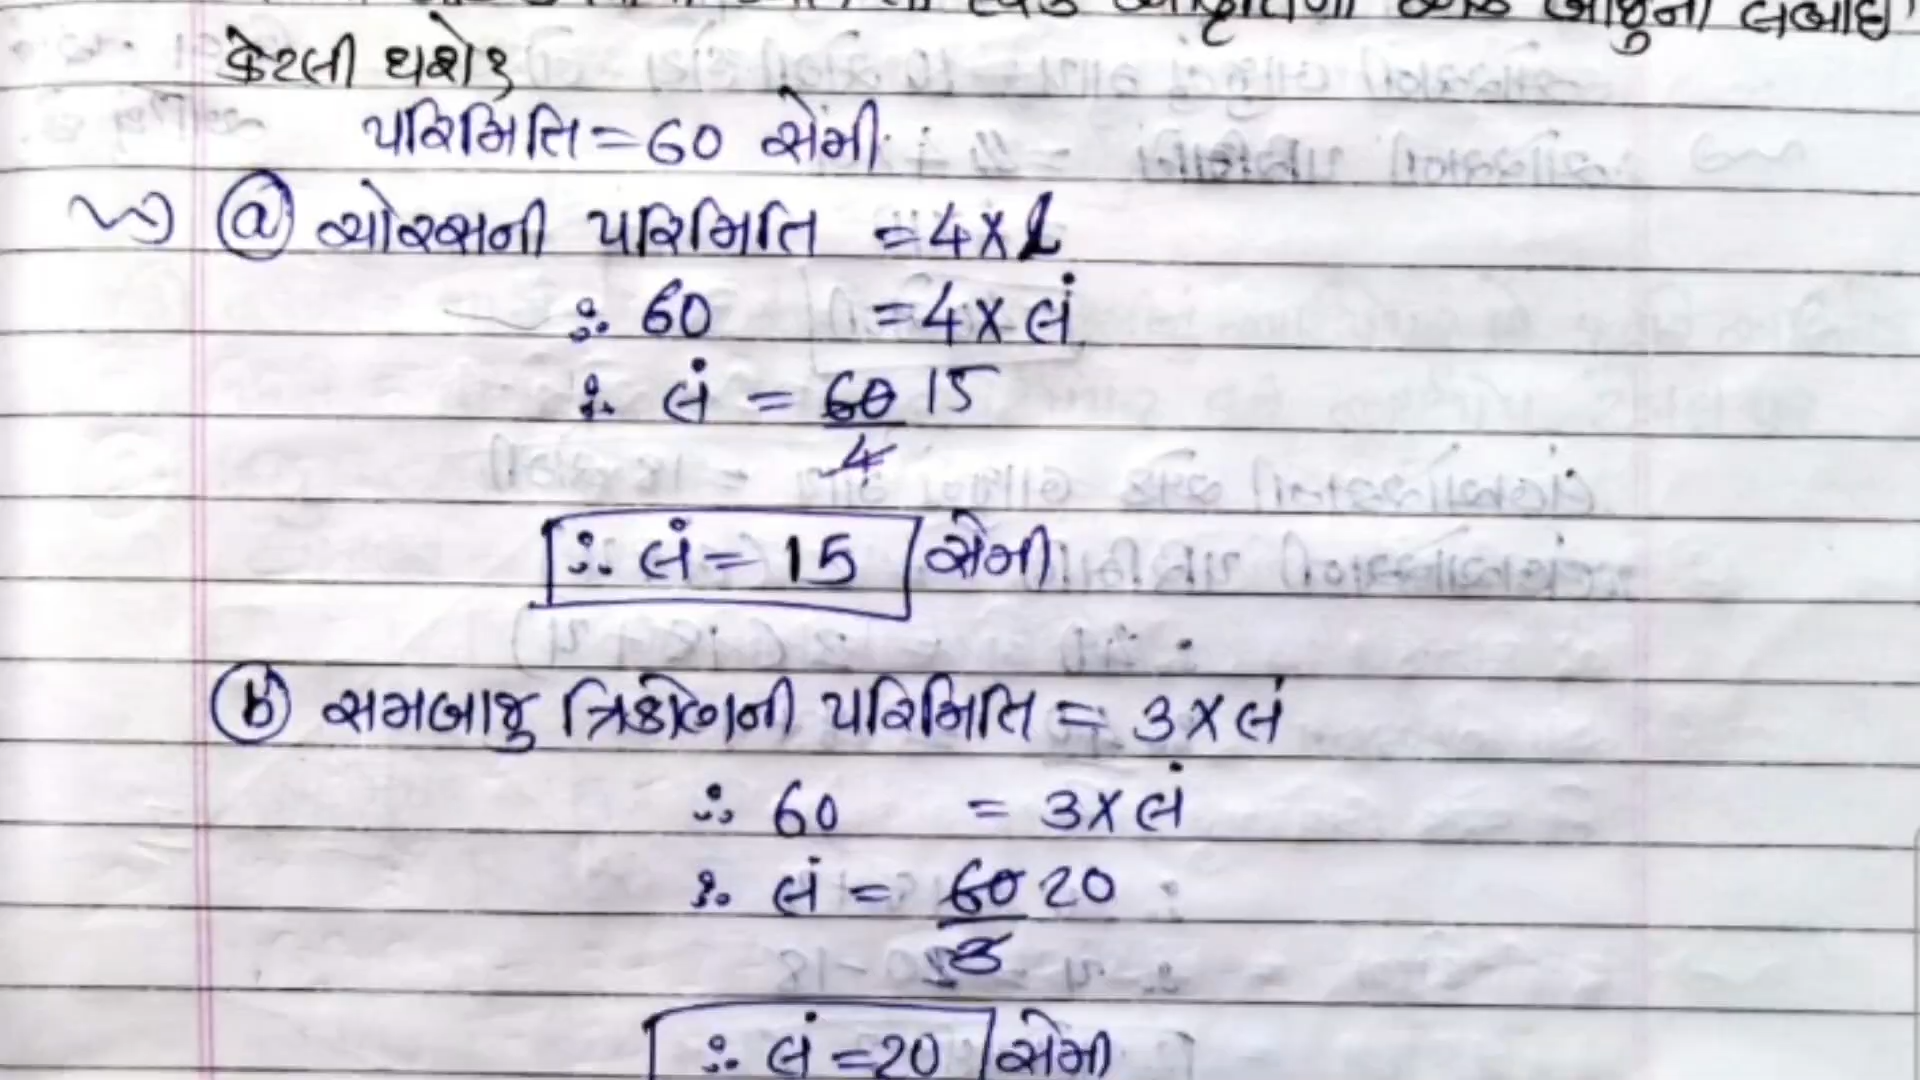 બાજુની લંબાઈ
કેટલી થશે?
પરિમિતિ = 60 સેમી
→ ⓐ ચોરસની પરિમિતિ = 4 × L
∴ 60 = 4 × લં
∴ લં = 60/4 15
∴ લં = 15 સેમી
ⓑ સમબાજુ ત્રિકોણની પરિમિતિ = 3 × લં
∴ 60 = 3 × લં
∴ લં = 60/3 20
∴ લં = 20 સેમી